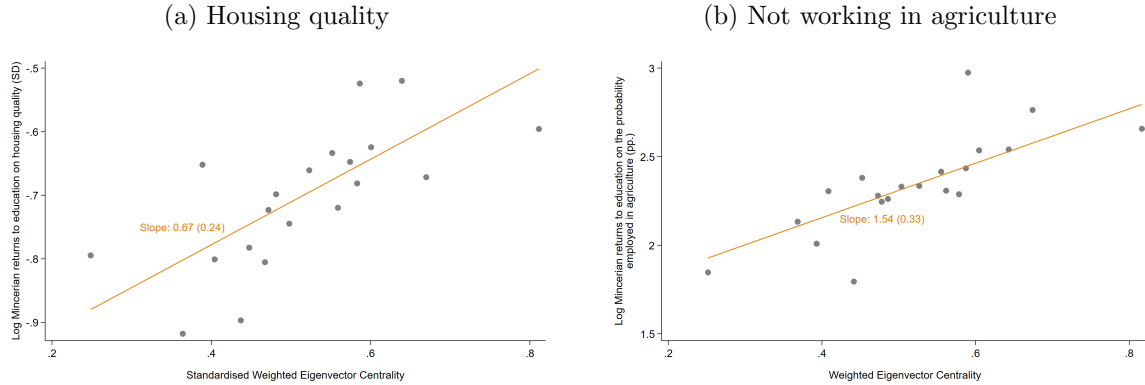 (a) Housing quality
Log Mincerian returns to education on housing quality (SD)
-.5
-.6
-.7
-.8
-.9
Slope: 0.67 (0.24)
.2
.4
.6
.8
Standardised Weighted Eigenvector Centrality
(b) Not working in agriculture
Log Mincerian returns to education on the probability
employed in agriculture (pp.)
3
2.5
2
1.5
Slope: 1.54 (0.33)
.2
.4
.6
.8
Weighted Eigenvector Centrality